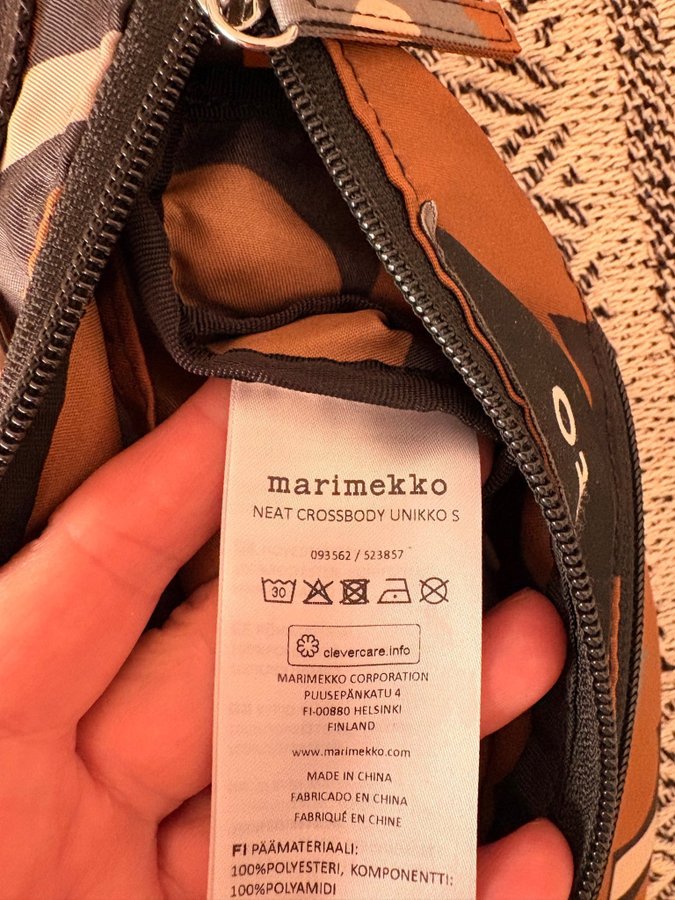 marimekko
NEAT CROSSBODY UNIKKO S
093562 / 523857
30
clevercare.info
MARIMEKKO CORPORATION
PUUSEPÄNKATU 4
FI-00880 HELSINKI
FINLAND
www.marimekko.com
MADE IN CHINA
FABRICADO EN CHINA
FABRIQUÉ EN CHINE
FI PÄÄMATERIAALI:
100%POLYESTERI, KOMPONENTTI:
100%POLYAMIDI